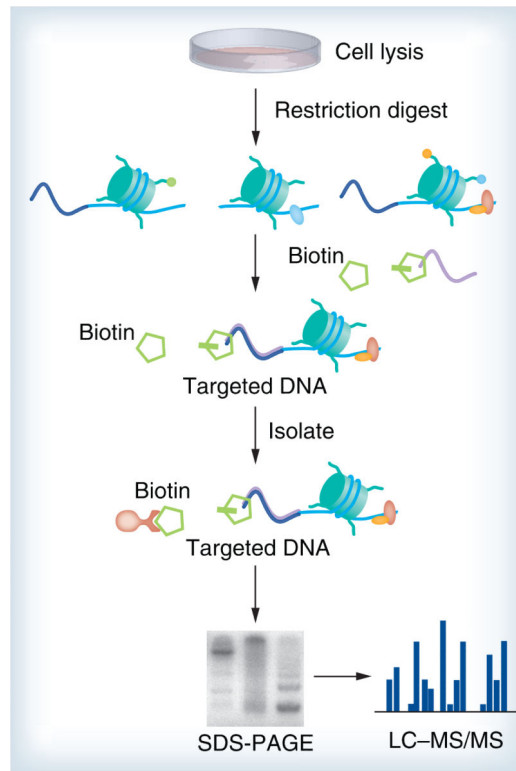 Cell lysis
Restriction digest
Biotin
Biotin
Targeted DNA
Isolate
Biotin
Targeted DNA
SDS-PAGE
LC–MS/MS